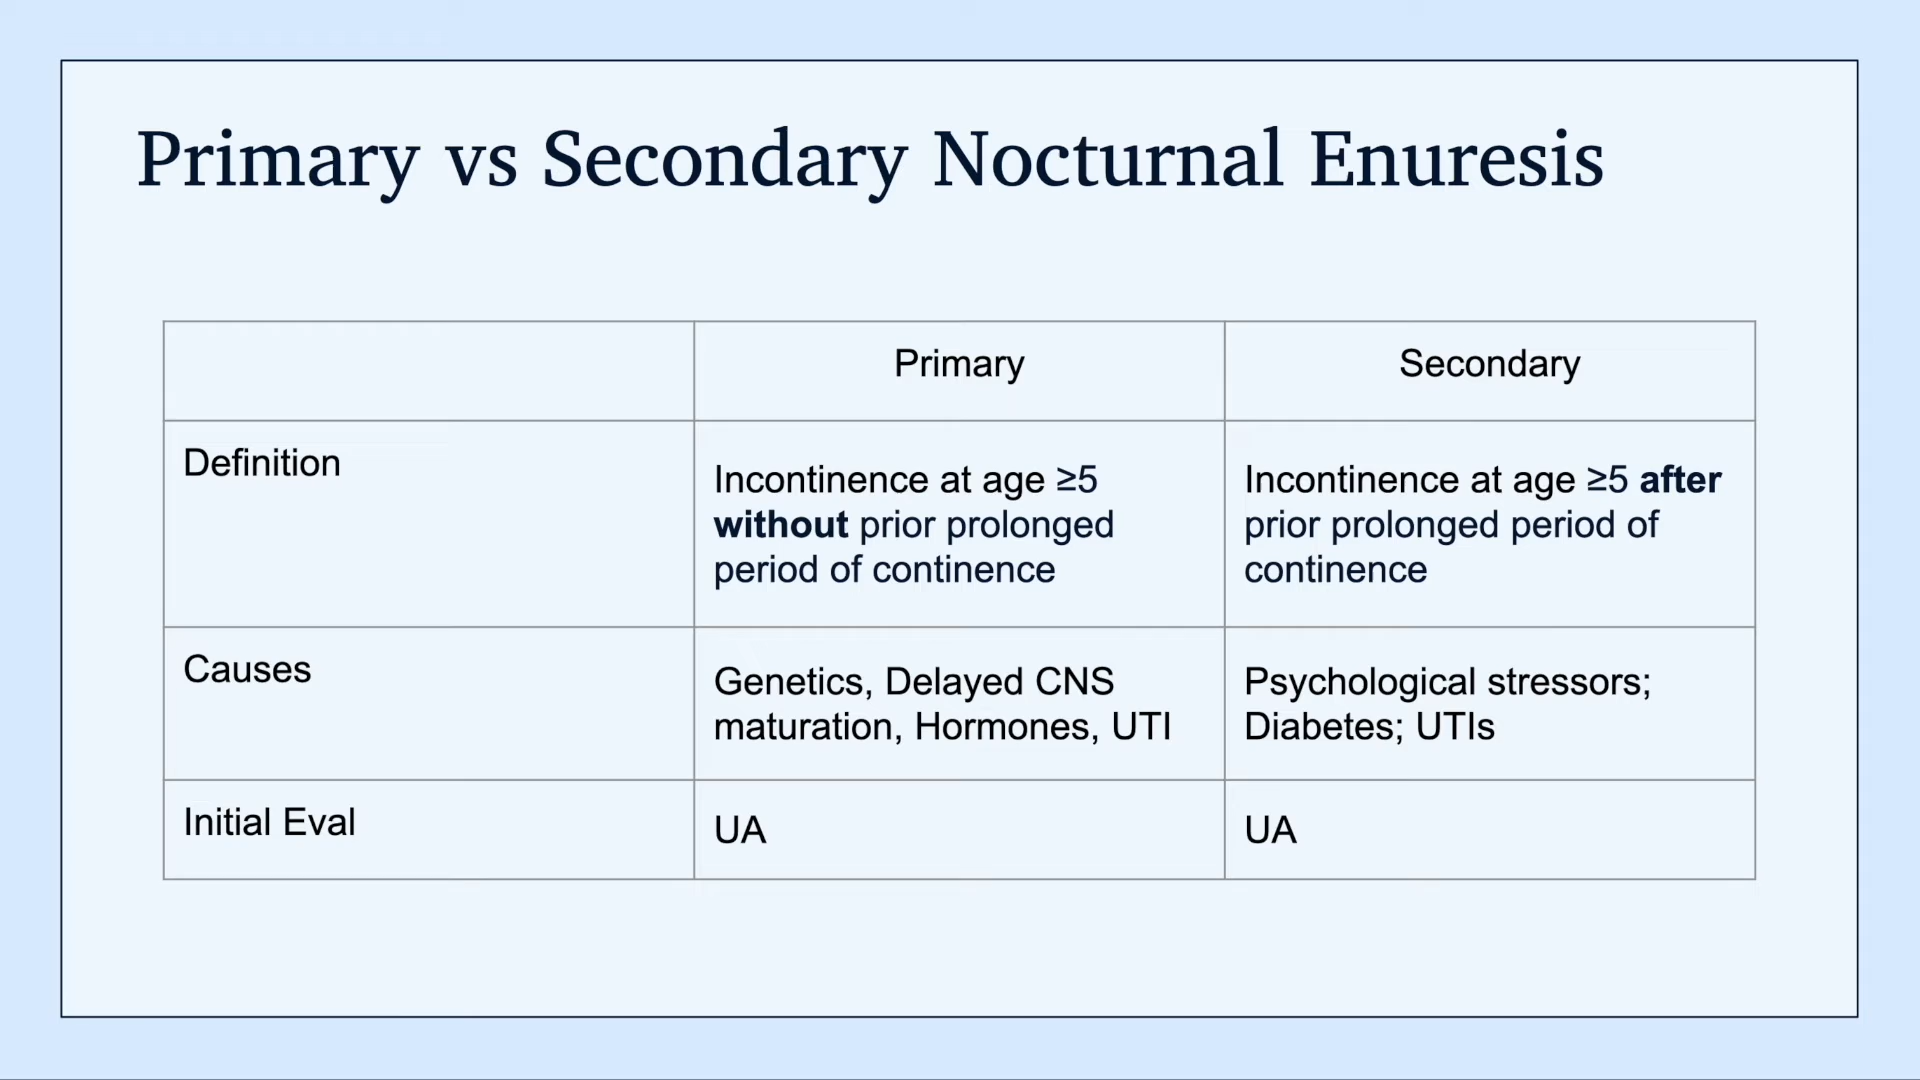 Primary vs Secondary Nocturnal Enuresis
Primary
Secondary
Definition
Incontinence at age ≥5
without prior prolonged
period of continence
Incontinence at age ≥5 after
prior prolonged period of
continence
Causes
Genetics, Delayed CNS
maturation, Hormones, UTI
Psychological stressors;
Diabetes; UTIs
Initial Eval
UA
UA